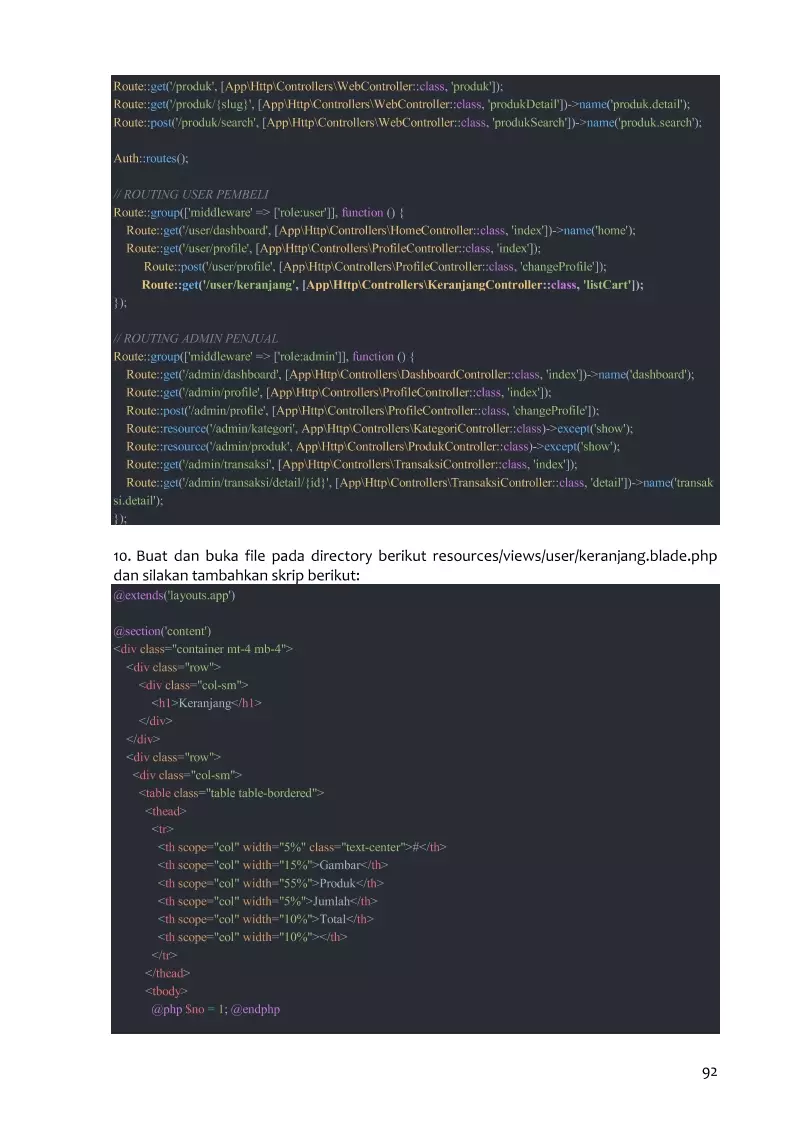 Route::get('/produk', [App\Http\Controllers\WebController::class, 'produk']);
Route::get('/produk/{slug}', [App\Http\Controllers\WebController::class, 'produkDetail'])->name('produk.detail');
Route::post('/produk/search', [App\Http\Controllers\WebController::class, 'produkSearch'])->name('produk.search');
Auth::routes();
// ROUTING USER PEMBELI
Route::group(['middleware' => ['role:user']], function () {
Route::get('/user/dashboard', [App\Http\Controllers\HomeController::class, 'index'])->name('home');
Route::get('/user/profile', [App\Http\Controllers\ProfileController::class, 'index']);
Route::post('/user/profile', [App\Http\Controllers\ProfileController::class, 'changeProfile']);
Route::get('/user/keranjang', [App\Http\Controllers\KeranjangController::class, 'listCart']);
});
// ROUTING ADMIN PENJUAL
Route::group(['middleware' => ['role:admin']], function () {
Route::get('/admin/dashboard', [App\Http\Controllers\DashboardController::class, 'index'])->name('dashboard');
Route::get('/admin/profile', [App\Http\Controllers\ProfileController::class, 'index']);
Route::post('/admin/profile', [App\Http\Controllers\ProfileController::class, 'changeProfile']);
Route::resource('/admin/kategori', App\Http\Controllers\KategoriController::class)->except('show');
Route::resource('/admin/produk', App\Http\Controllers\ProdukController::class)->except('show');
Route::get('/admin/transaksi', [App\Http\Controllers\TransaksiController::class, 'index']);
Route::get('/admin/transaksi/detail/{id}', [App\Http\Controllers\TransaksiController::class, 'detail'])->name('transak
si.detail');
});
10. Buat dan buka file pada directory berikut resources/views/user/keranjang.blade.php
dan silakan tambahkan skrip berikut:
@extends('layouts.app')
@section('content')
<div class="container mt-4 mb-4">
<div class="row">
<div class="col-sm">
<h1>Keranjang</h1>
</div>
</div>
<div class="row">
<div class="col-sm">
<table class="table table-bordered">
<thead>
<tr>
<th scope="col" width="5%" class="text-center">#</th>
<th scope="col" width="15%">Gambar</th>
<th scope="col" width="55%">Produk</th>
<th scope="col" width="5%">Jumlah</th>
<th scope="col" width="10%">Total</th>
<th scope="col" width="10%"></th>
</tr>
</thead>
<tbody>
@php $no = 1; @endphp
92